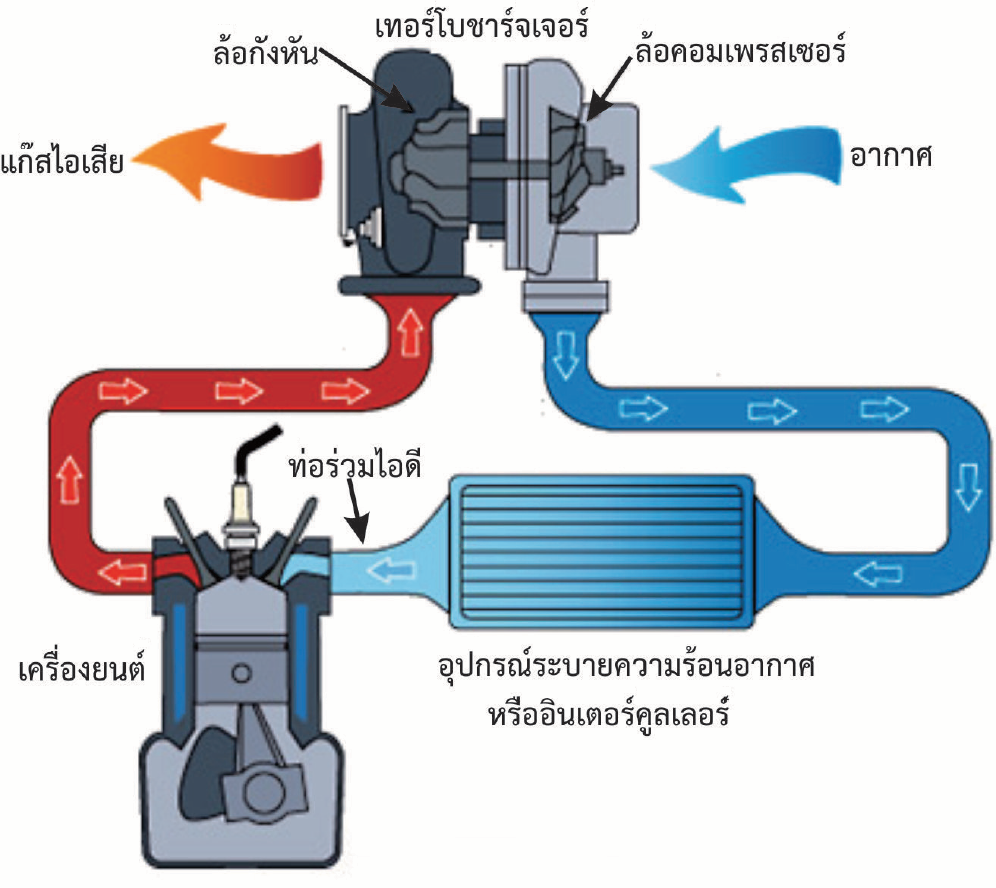 เทอร์โบชาร์จเจอร์
ล้อกังหัน
ล้อคอมเพรสเซอร์
แก๊สไอเสีย
อากาศ
ท่อร่วมไอดี
เครื่องยนต์
อุปกรณ์ระบายความร้อนอากาศ
หรืออินเตอร์คูลเลอร์